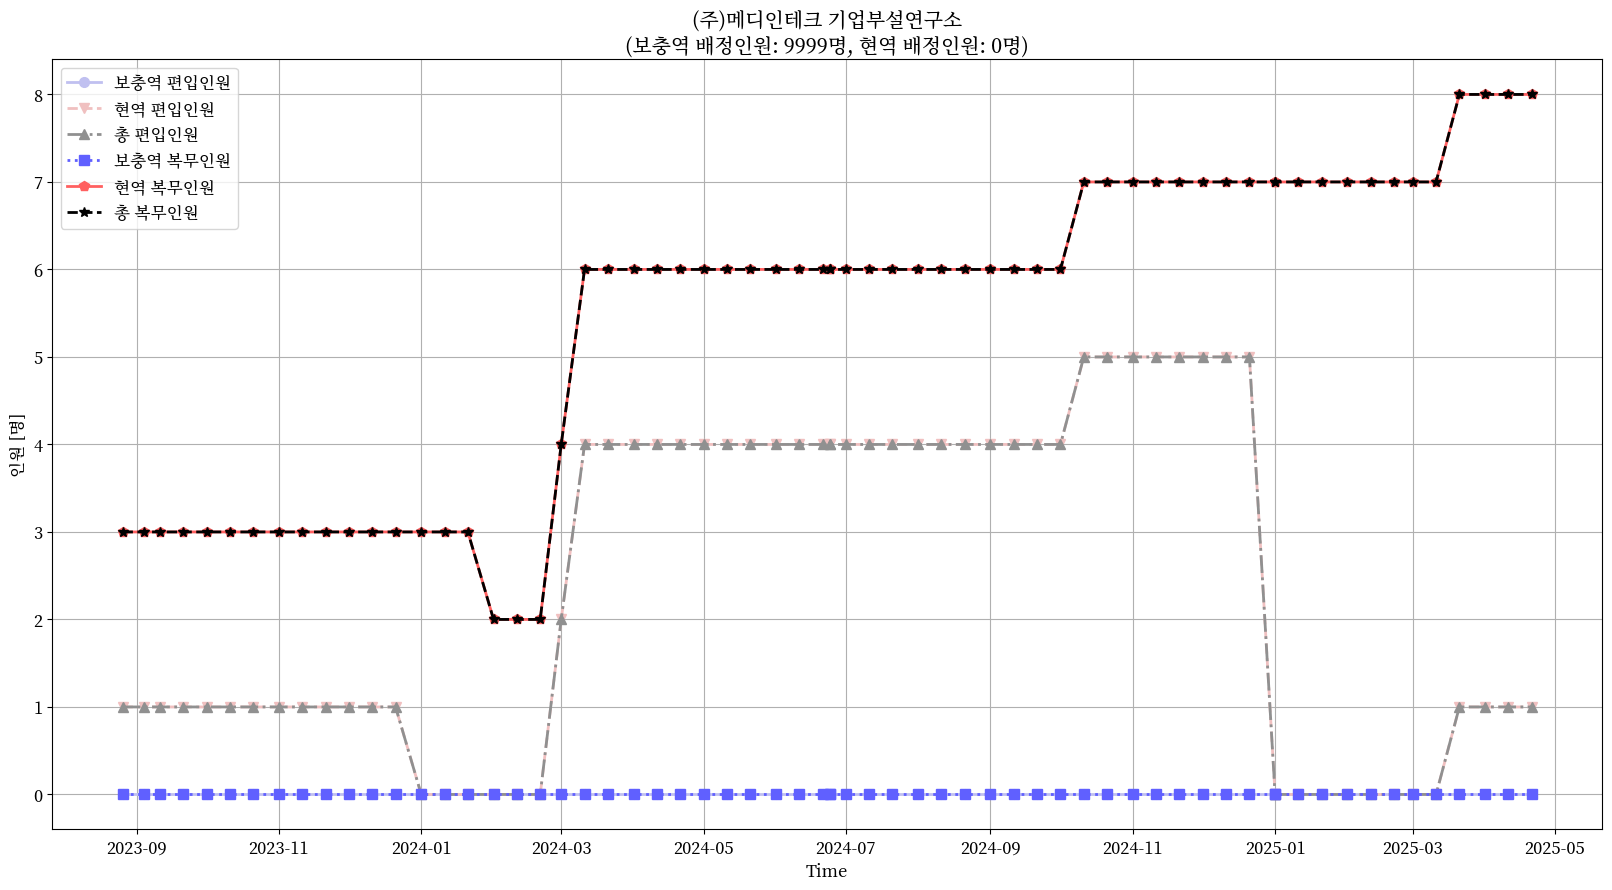 (주)메디인테크 기업부설연구소
(보충역 배정인원: 9999명, 현역 배정인원: 0명)
보충역 편입인원
현역 편입인원
총 편입인원
보충역 복무인원
현역 복무인원
총 복무인원
8
7
6
5
4
3
2
1
0
인원 [명]
2023-09 2023-11 2024-01 2024-03 2024-05 2024-07 2024-09 2024-11 2025-01 2025-03 2025-05
Time